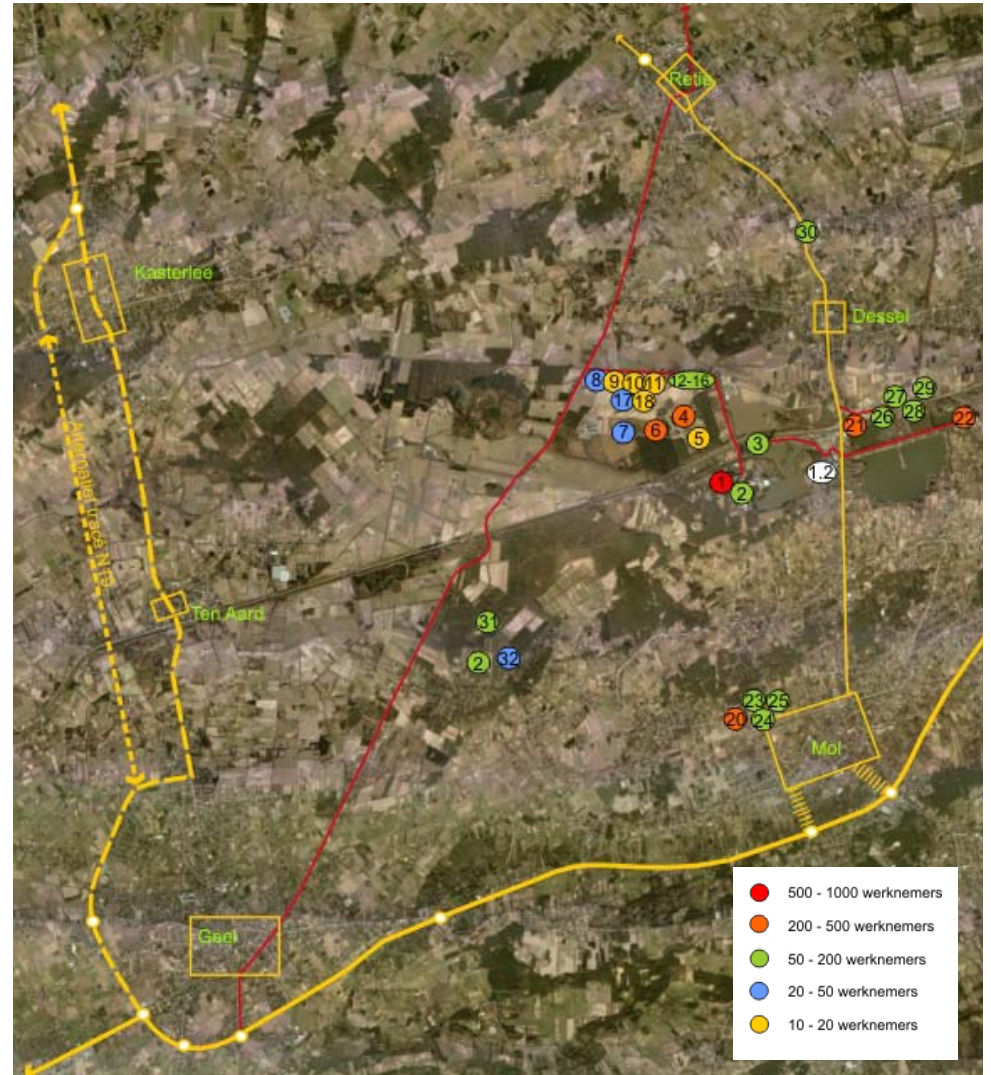 Retie
30
Kasterlee
Dessel
8
9
10
11
12-16
29
27
17
18
28
26
4
22
21
7
6
5
3
1.2
1
2
Alternatief tracé N19
Ten Aard
31
2
32
23
25
20
24
Mol
Geel
500 - 1000 werknemers
200 - 500 werknemers
50 - 200 werknemers
20 - 50 werknemers
10 - 20 werknemers